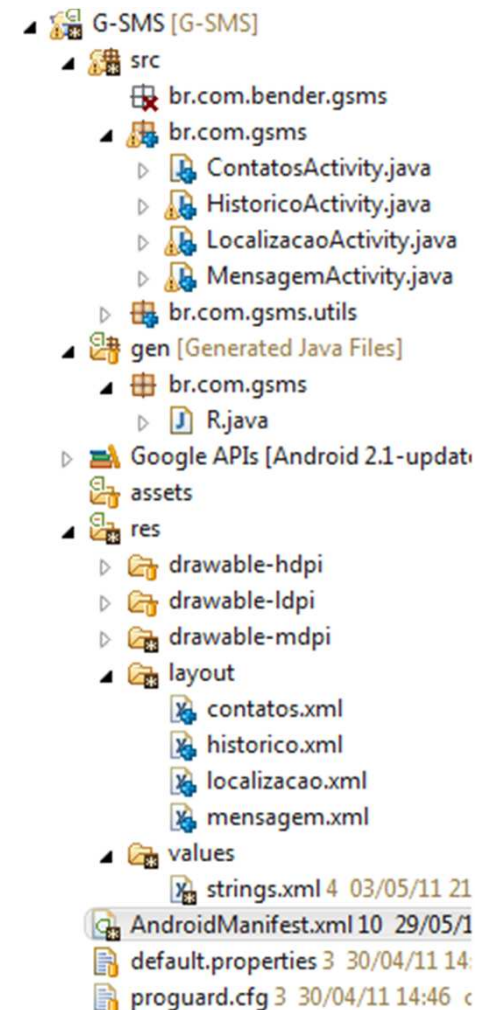 G-SMS [G-SMS]
src
br.com.bender.gsms
br.com.gsms
ContatosActivity.java
HistoricoActivity.java
LocalizacaoActivity.java
MensagemActivity.java
br.com.gsms.utils
gen [Generated Java Files]
br.com.gsms
R.java
Google APIs [Android 2.1-updat
assets
res
drawable-hdpi
drawable-ldpi
drawable-mdpi
layout
contatos.xml
historico.xml
localizacao.xml
mensagem.xml
values
strings.xml 4 03/05/11 21
AndroidManifest.xml 10 29/05/1
default.properties 3 30/04/11 14:
proguard.cfg 3 30/04/11 14:46